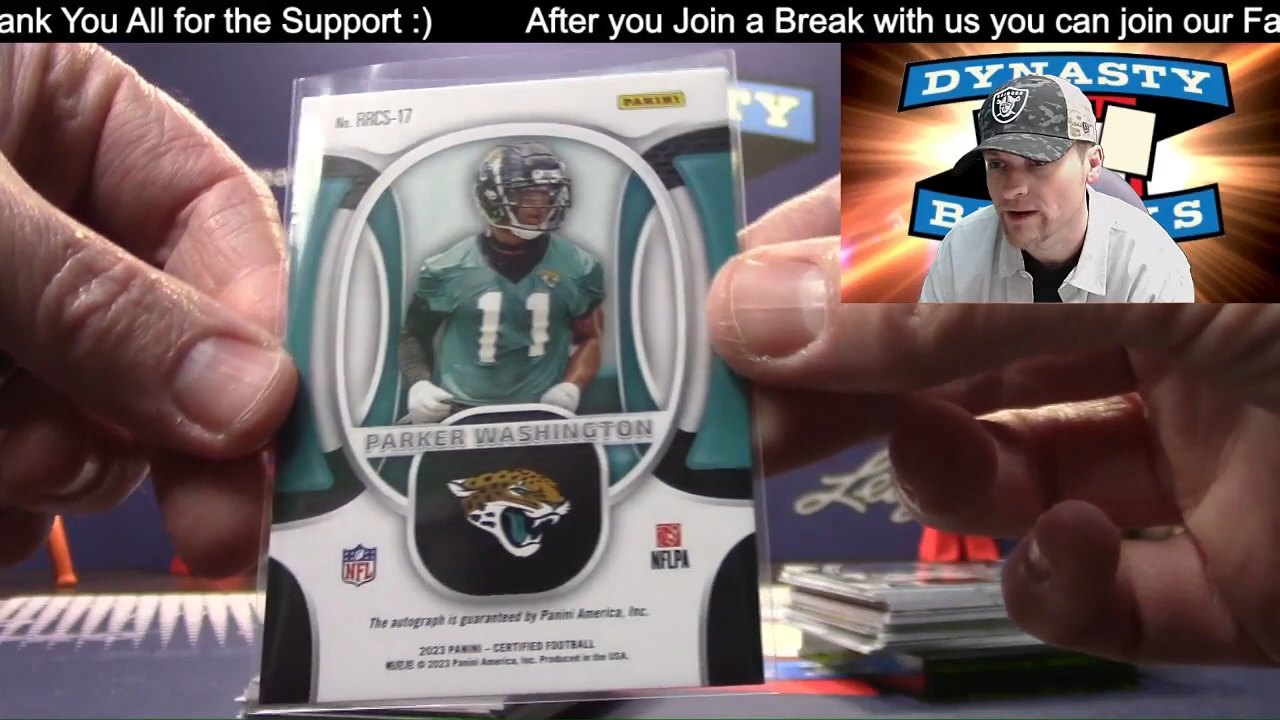 ank You All for the Support :) After you Join a Break with us you can join our Fa
No. RRCS-17
PANINI
TY
DYNASTY
RAIDERS
B S
11
PARKER WASHINGTON
NFL
NFLPA
The autograph is guaranteed by Panini America, Inc.
2023 PANINI – CERTIFIED FOOTBALL
© 2023 Panini America, Inc. Produced in the USA.